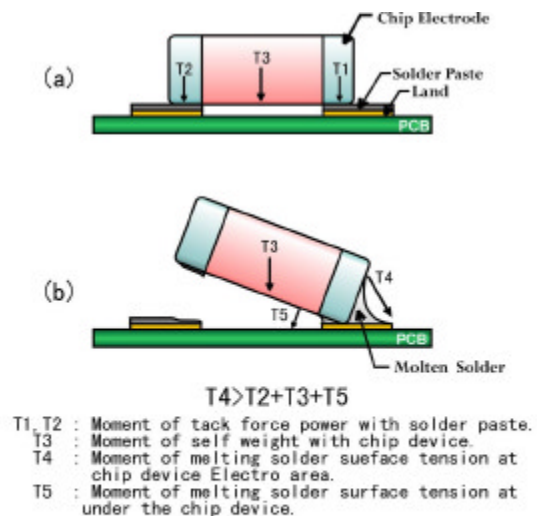 Chip Electrode
(a)
T2
T3
T1
Solder Paste
Land
PCB
(b)
T3
T4
T5
PCB
Molten Solder
T4>T2+T3+T5
T1,T2 : Moment of tack force power with solder paste.
T3 : Moment of self weight with chip device.
T4 : Moment of melting solder sueface tension at
chip device Electro area.
T5 : Moment of melting solder surface tension at
under the chip device.